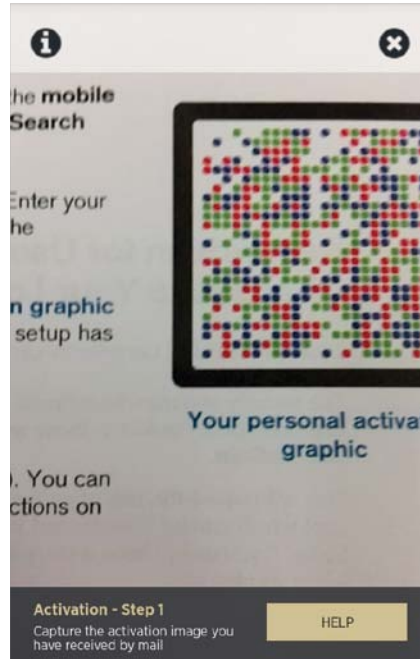 he mobile
Search
Enter your
he
n graphic
setup has
Your personal activa
graphic
). You can
ctions on
Activation - Step 1
Capture the activation image you
have received by mail
HELP